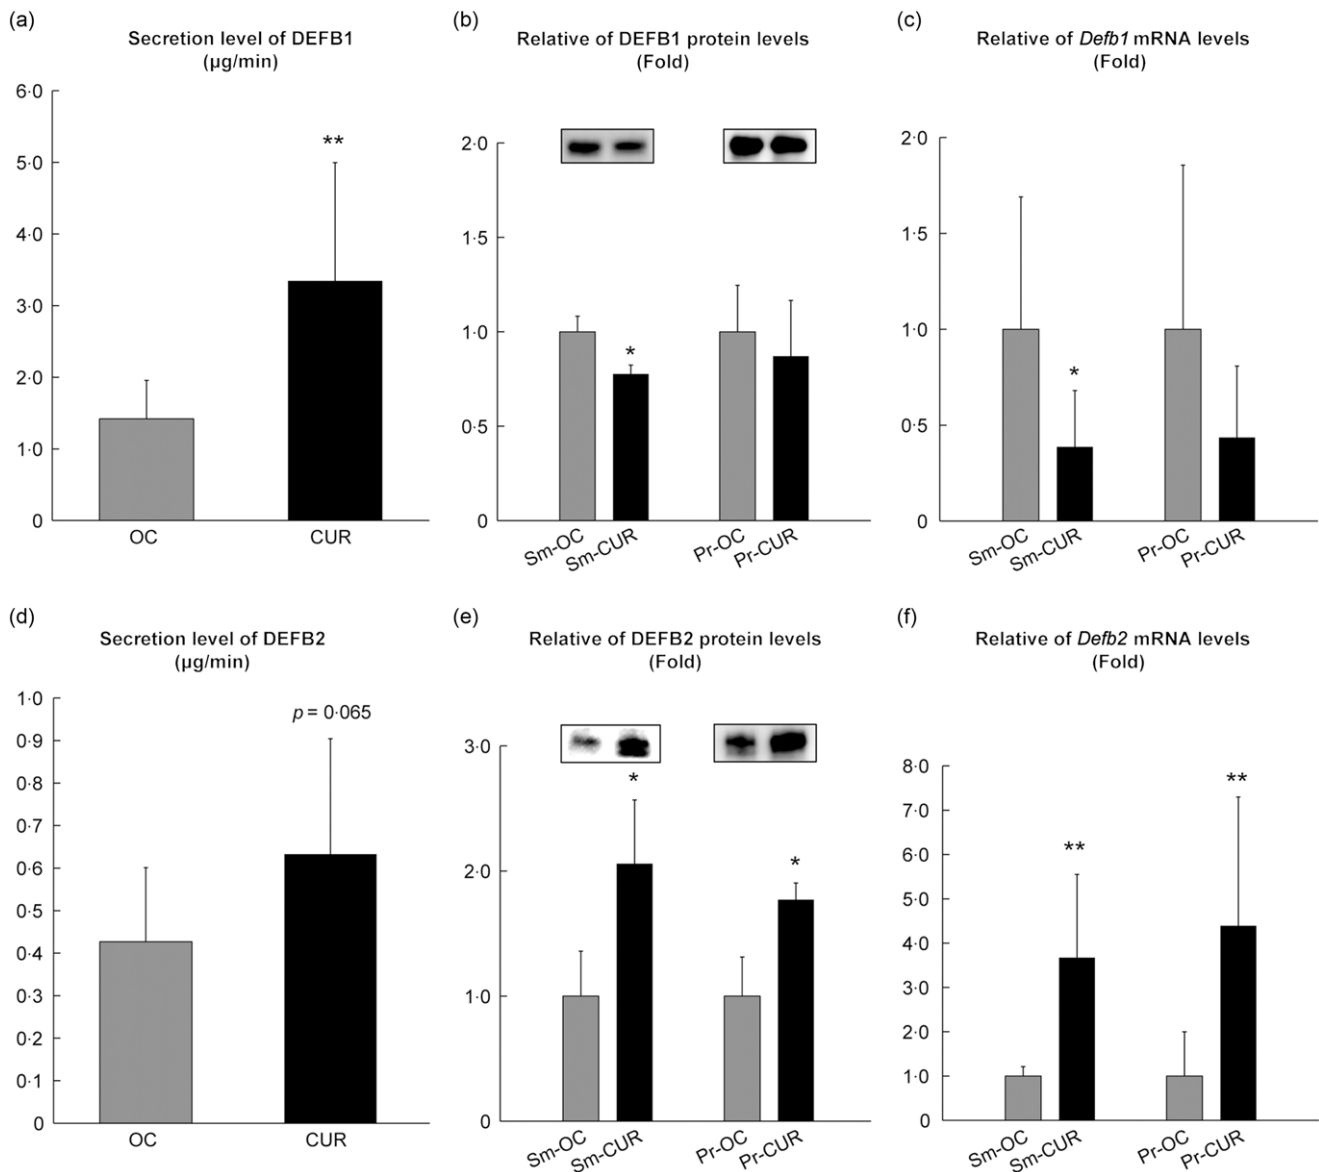 (a)
Secretion level of DEFB1
(µg/min)
6·0
5·0
4·0
3·0
2·0
1·0
0
**
OC
CUR
(b)
Relative of DEFB1 protein levels
(Fold)
2·0
1·5
1·0
0·5
0
*
Sm-OC
Sm-CUR
Pr-OC
Pr-CUR
(c)
Relative of Defb1 mRNA levels
(Fold)
2·0
1·5
1·0
0·5
0
*
Sm-OC
Sm-CUR
Pr-OC
Pr-CUR
(d)
Secretion level of DEFB2
(µg/min)
1·0
0·9
0·8
0·7
0·6
0·5
0·4
0·3
0·2
0·1
0
p = 0·065
OC
CUR
(e)
Relative of DEFB2 protein levels
(Fold)
3·0
2·0
1·0
0
*
*
Sm-OC
Sm-CUR
Pr-OC
Pr-CUR
(f)
Relative of Defb2 mRNA levels
(Fold)
8·0
7·0
6·0
5·0
4·0
3·0
2·0
1·0
0
**
**
Sm-OC
Sm-CUR
Pr-OC
Pr-CUR